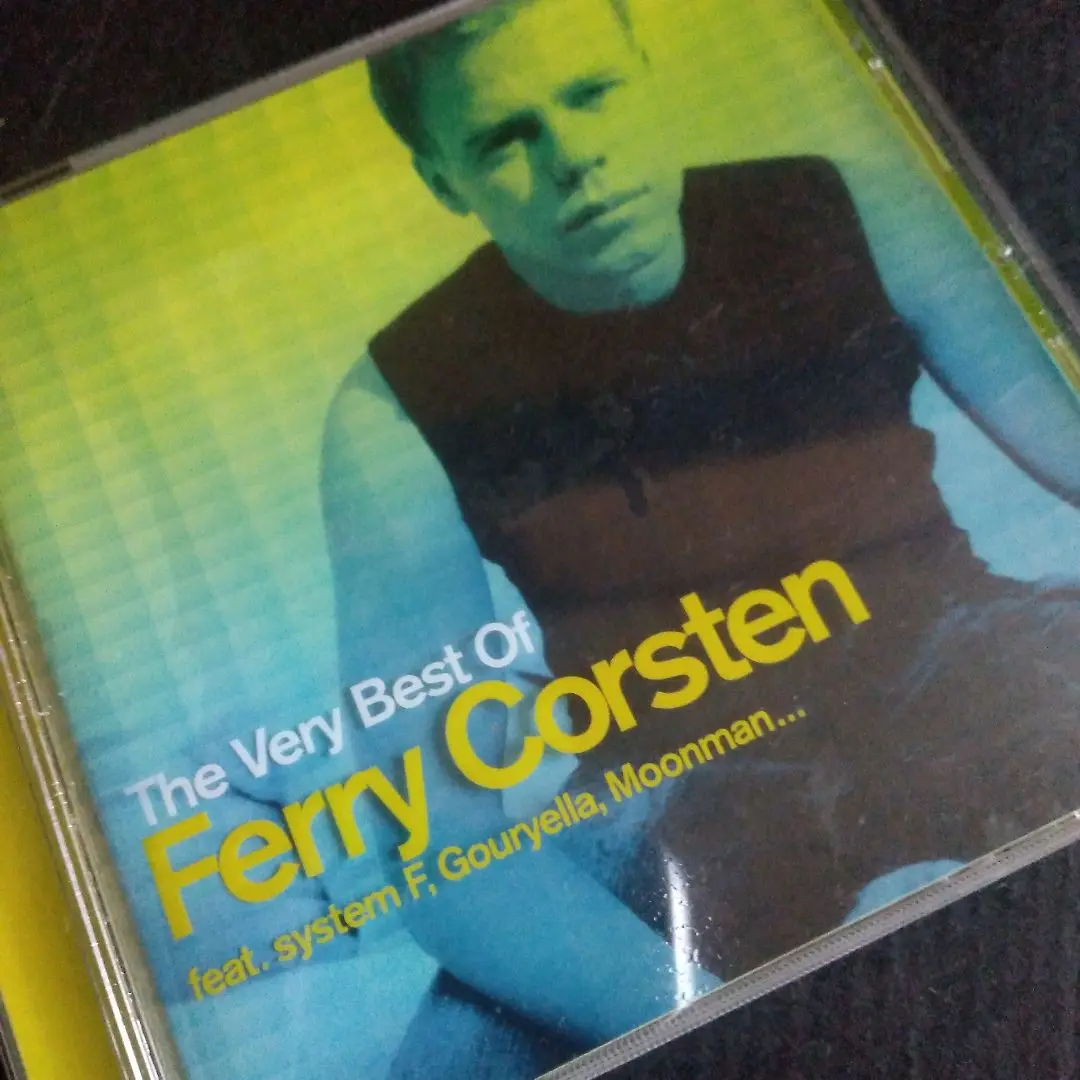 The Very Best Of
Ferry Corsten
feat. system F, Gouryella, Moonman...